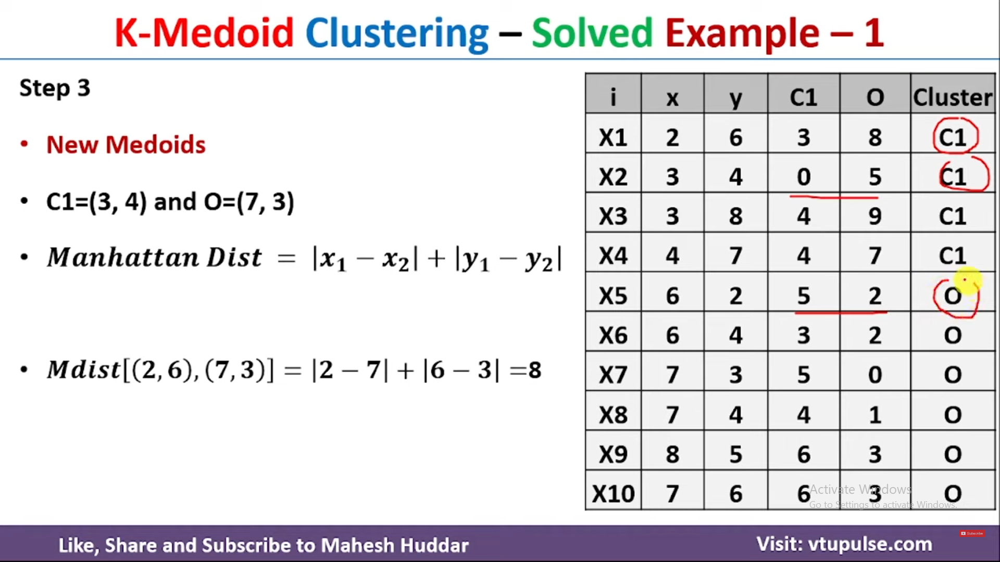 K-Medoid Clustering – Solved Example – 1
Step 3
• New Medoids
• C1=(3, 4) and O=(7, 3)
• Manhattan Dist = |x₁ − x₂| + |y₁ − y₂|
• Mdist[(2, 6), (7, 3)] = |2 − 7| + |6 − 3| =8
i x y C1 O Cluster
X1 2 6 3 8 C1
X2 3 4 0 5 C1
X3 3 8 4 9 C1
X4 4 7 4 7 C1
X5 6 2 5 2 O
X6 6 4 3 2 O
X7 7 3 5 0 O
X8 7 4 4 1 O
X9 8 5 6 3 O
X10 7 6 6 3 O
Activate Windows
Go to Settings to activate Windows.
Subscribe
Like, Share and Subscribe to Mahesh Huddar
Visit: vtupulse.com